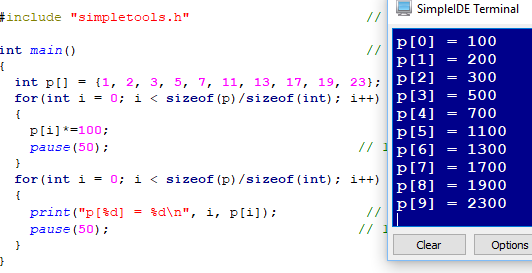 #include "simpletools.h" //
int main() //
{
int p[] = {1, 2, 3, 5, 7, 11, 13, 17, 19, 23};
for(int i = 0; i < sizeof(p)/sizeof(int); i++)
{
p[i]*=100;
pause(50); // 1
}
for(int i = 0; i < sizeof(p)/sizeof(int); i++)
{
print("p[%d] = %d\n", i, p[i]); //
pause(50); // 1
}
}
SimpleIDE Terminal
p[0] = 100
p[1] = 200
p[2] = 300
p[3] = 500
p[4] = 700
p[5] = 1100
p[6] = 1300
p[7] = 1700
p[8] = 1900
p[9] = 2300
Clear
Options